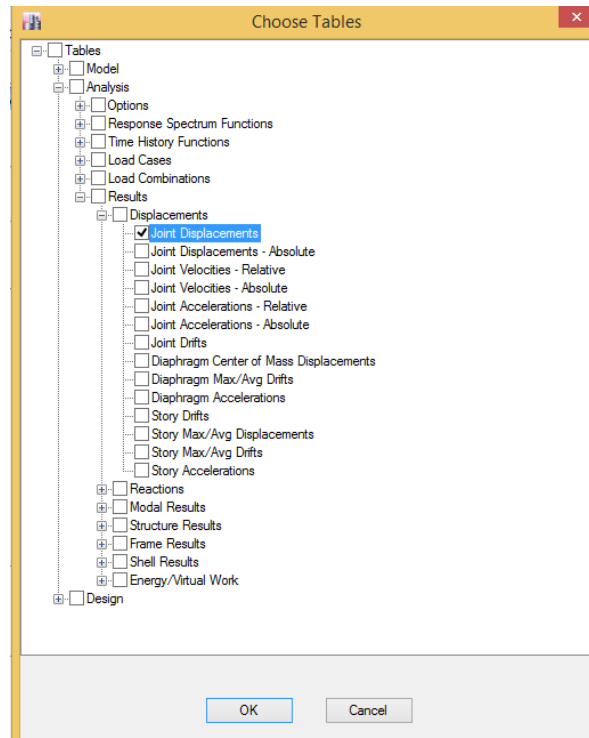 Choose Tables
Tables
Model
Analysis
Options
Response Spectrum Functions
Time History Functions
Load Cases
Load Combinations
Results
Displacements
Joint Displacements
Joint Displacements - Absolute
Joint Velocities - Relative
Joint Velocities - Absolute
Joint Accelerations - Relative
Joint Accelerations - Absolute
Joint Drifts
Diaphragm Center of Mass Displacements
Diaphragm Max/Avg Drifts
Diaphragm Accelerations
Story Drifts
Story Max/Avg Displacements
Story Max/Avg Drifts
Story Accelerations
Reactions
Modal Results
Structure Results
Frame Results
Shell Results
Energy/Virtual Work
Design
OK Cancel